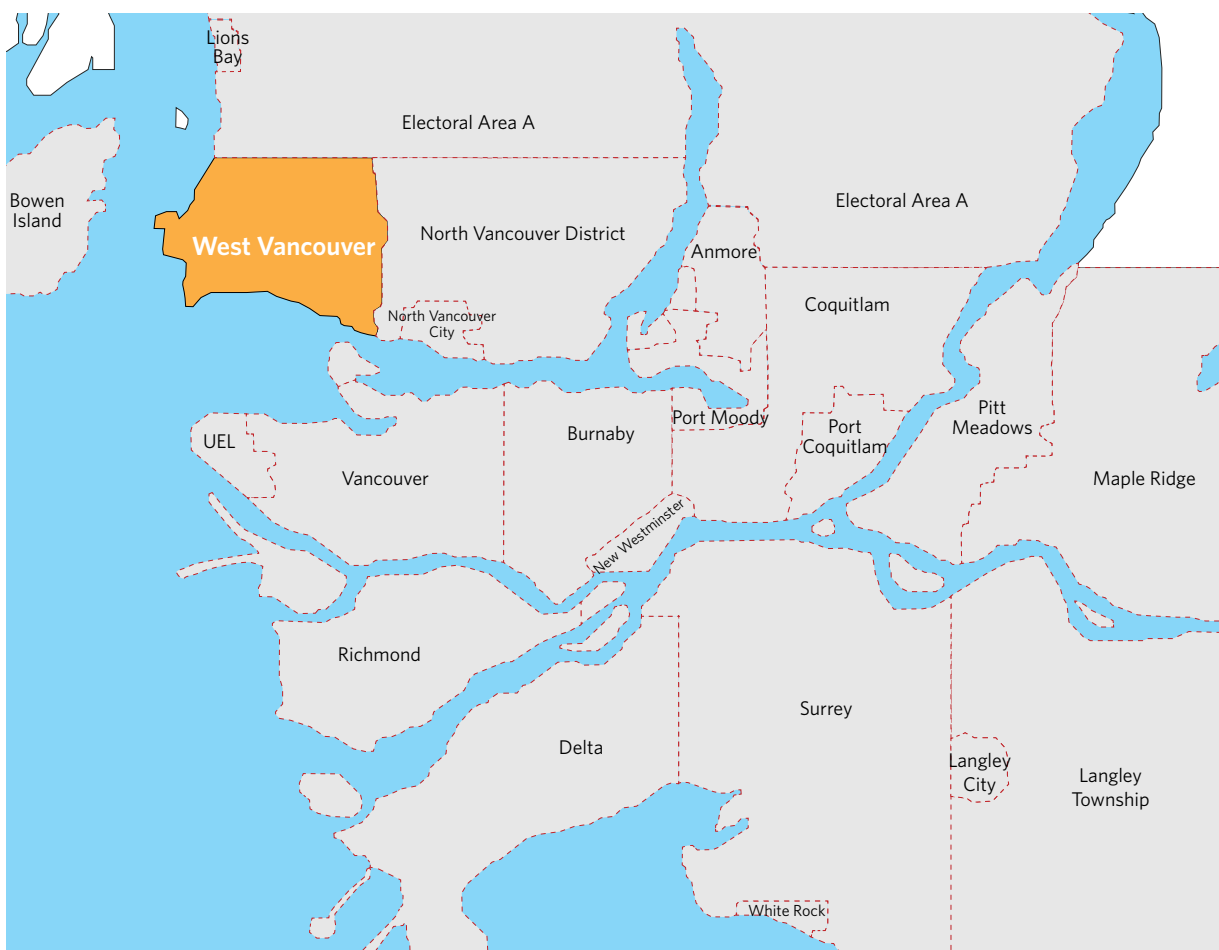 Lions
Bay
Electoral Area A
Bowen
Island
Electoral Area A
West Vancouver
North Vancouver District
Anmore
Coquitlam
North Vancouver
City
Port Moody
Pitt
Meadows
UEL
Burnaby
Port
Coquitlam
Vancouver
Maple Ridge
New Westminster
Richmond
Surrey
Delta
Langley
City
Langley
Township
White Rock